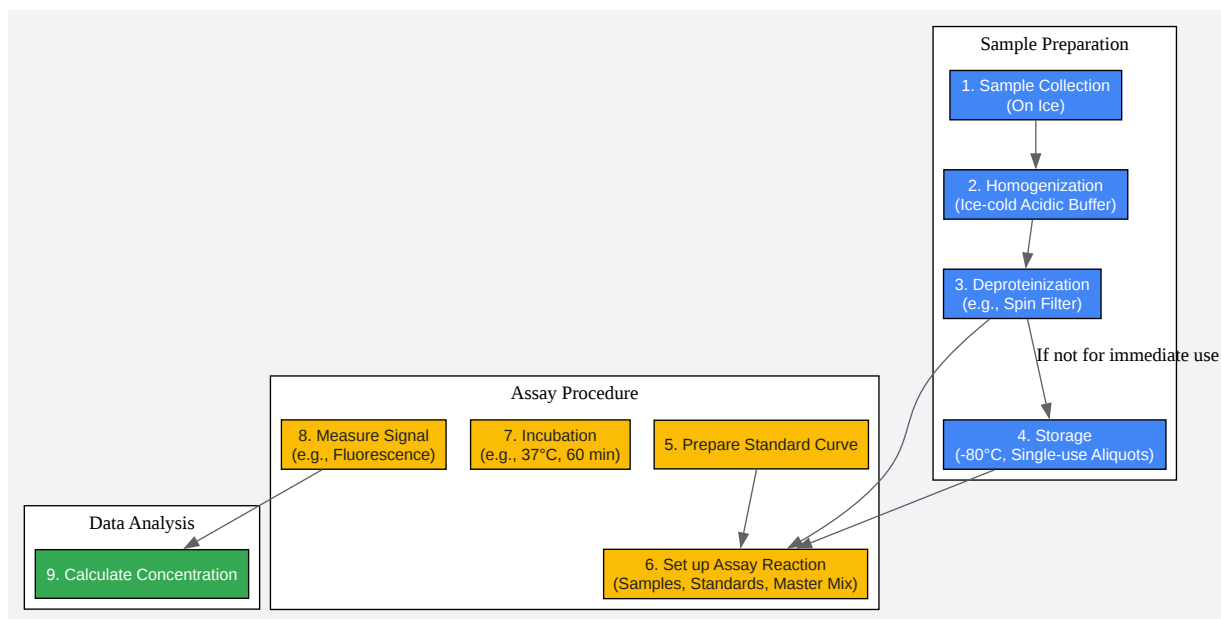 Sample Preparation
1. Sample Collection
(On Ice)
2. Homogenization
(Ice-cold Acidic Buffer)
3. Deproteinization
(e.g., Spin Filter)
If not for immediate use
4. Storage
(-80°C, Single-use Aliquots)
Assay Procedure
8. Measure Signal
(e.g., Fluorescence)
7. Incubation
(e.g., 37°C, 60 min)
5. Prepare Standard Curve
6. Set up Assay Reaction
(Samples, Standards, Master Mix)
Data Analysis
9. Calculate Concentration